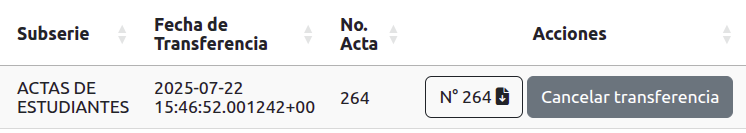 Subserie
Fecha de
Transferencia
No.
Acta
Acciones
ACTAS DE
ESTUDIANTES
2025-07-22
15:46:52.001242+00
264
N° 264
Cancelar transferencia